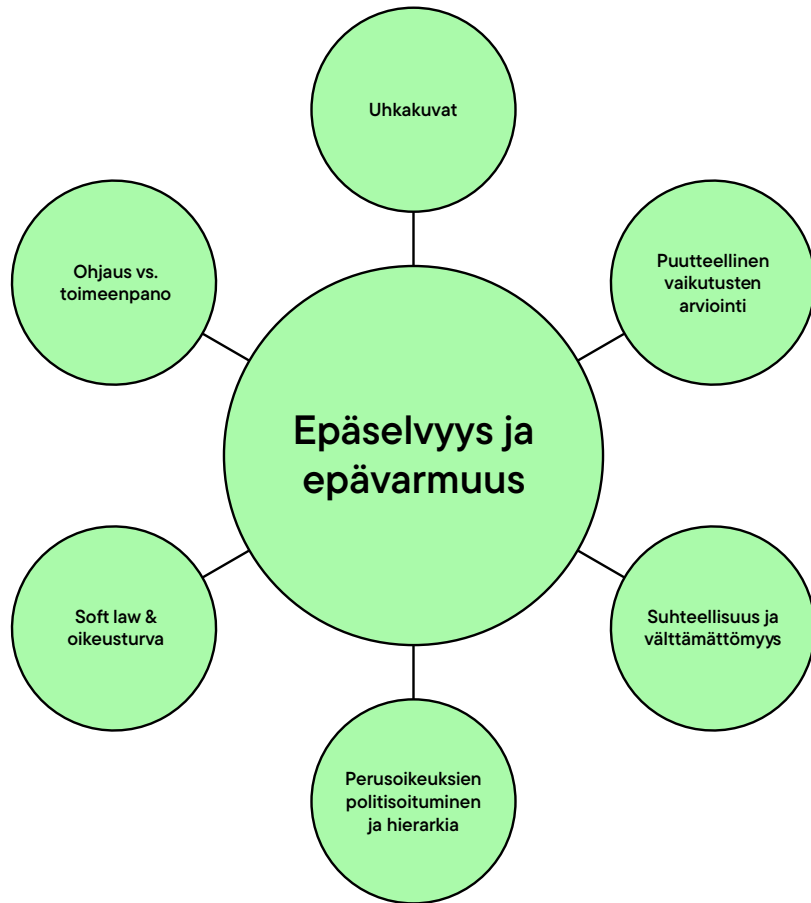 Uhkakuvat
Puutteellinen
vaikutusten
arviointi
Suhteellisuus ja
välttämättömyys
Perusoikeuksien
politisoituminen
ja hierarkia
Soft law &
oikeusturva
Ohjaus vs.
toimeenpano
Epäselvyys ja
epävarmuus